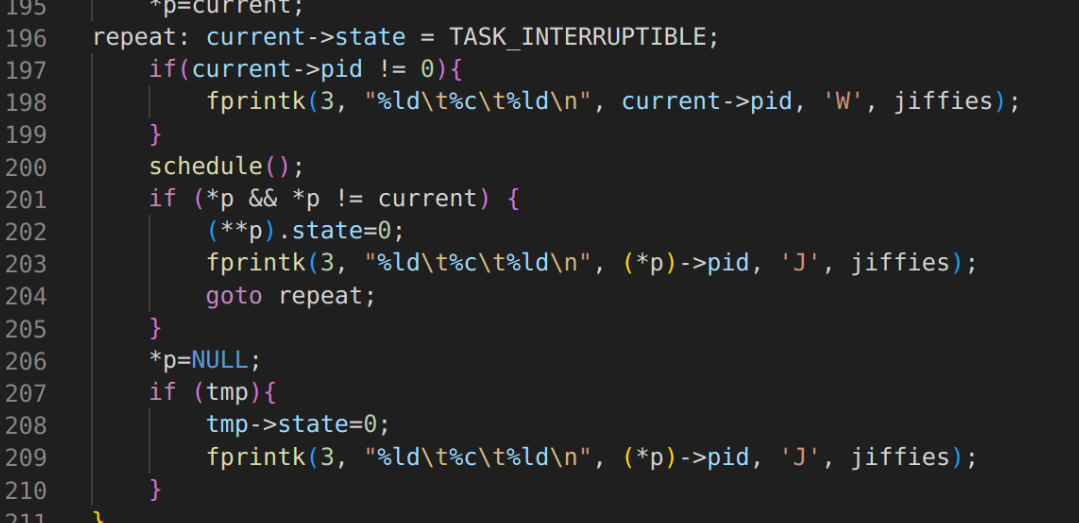 195 *p=current;
196 repeat: current->state = TASK_INTERRUPTIBLE;
197 if(current->pid != 0){
198 fprintk(3, "%ld\t%c\t%ld\n", current->pid, 'W', jiffies);
199 }
200 schedule();
201 if (*p && *p != current) {
202 (**p).state=0;
203 fprintk(3, "%ld\t%c\t%ld\n", (*p)->pid, 'J', jiffies);
204 goto repeat;
205 }
206 *p=NULL;
207 if (tmp){
208 tmp->state=0;
209 fprintk(3, "%ld\t%c\t%ld\n", (*p)->pid, 'J', jiffies);
210 }
211 }